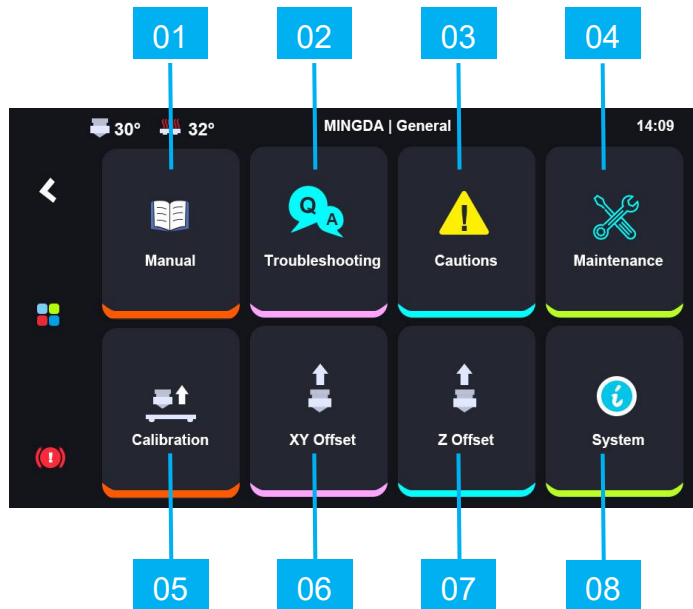 01 02 03 04
30° 32° MINGDA | General 14:09
Q A
Manual Troubleshooting Cautions Maintenance
Calibration XY Offset Z Offset System
05 06 07 08